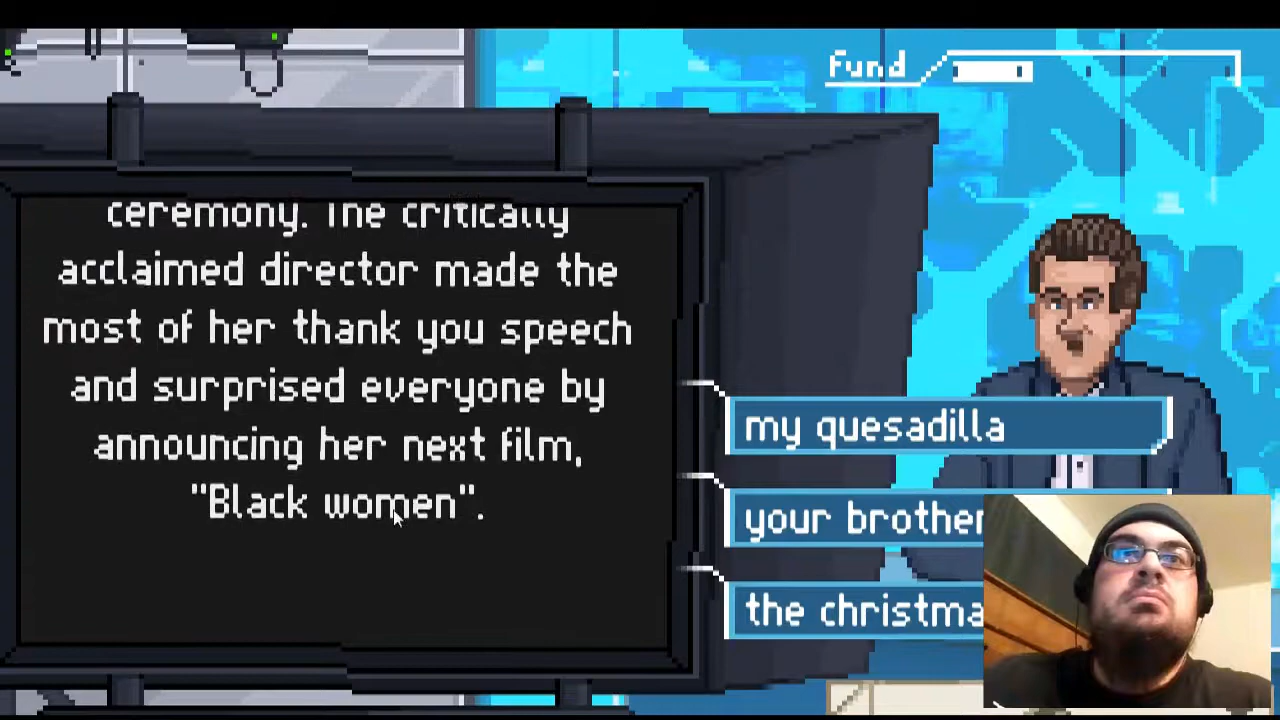 Fund
ceremony. The critically
acclaimed director made the
most of her thank you speech
and surprised everyone by
announcing her next film,
"Black women".
my quesadilla
your brother
the christma